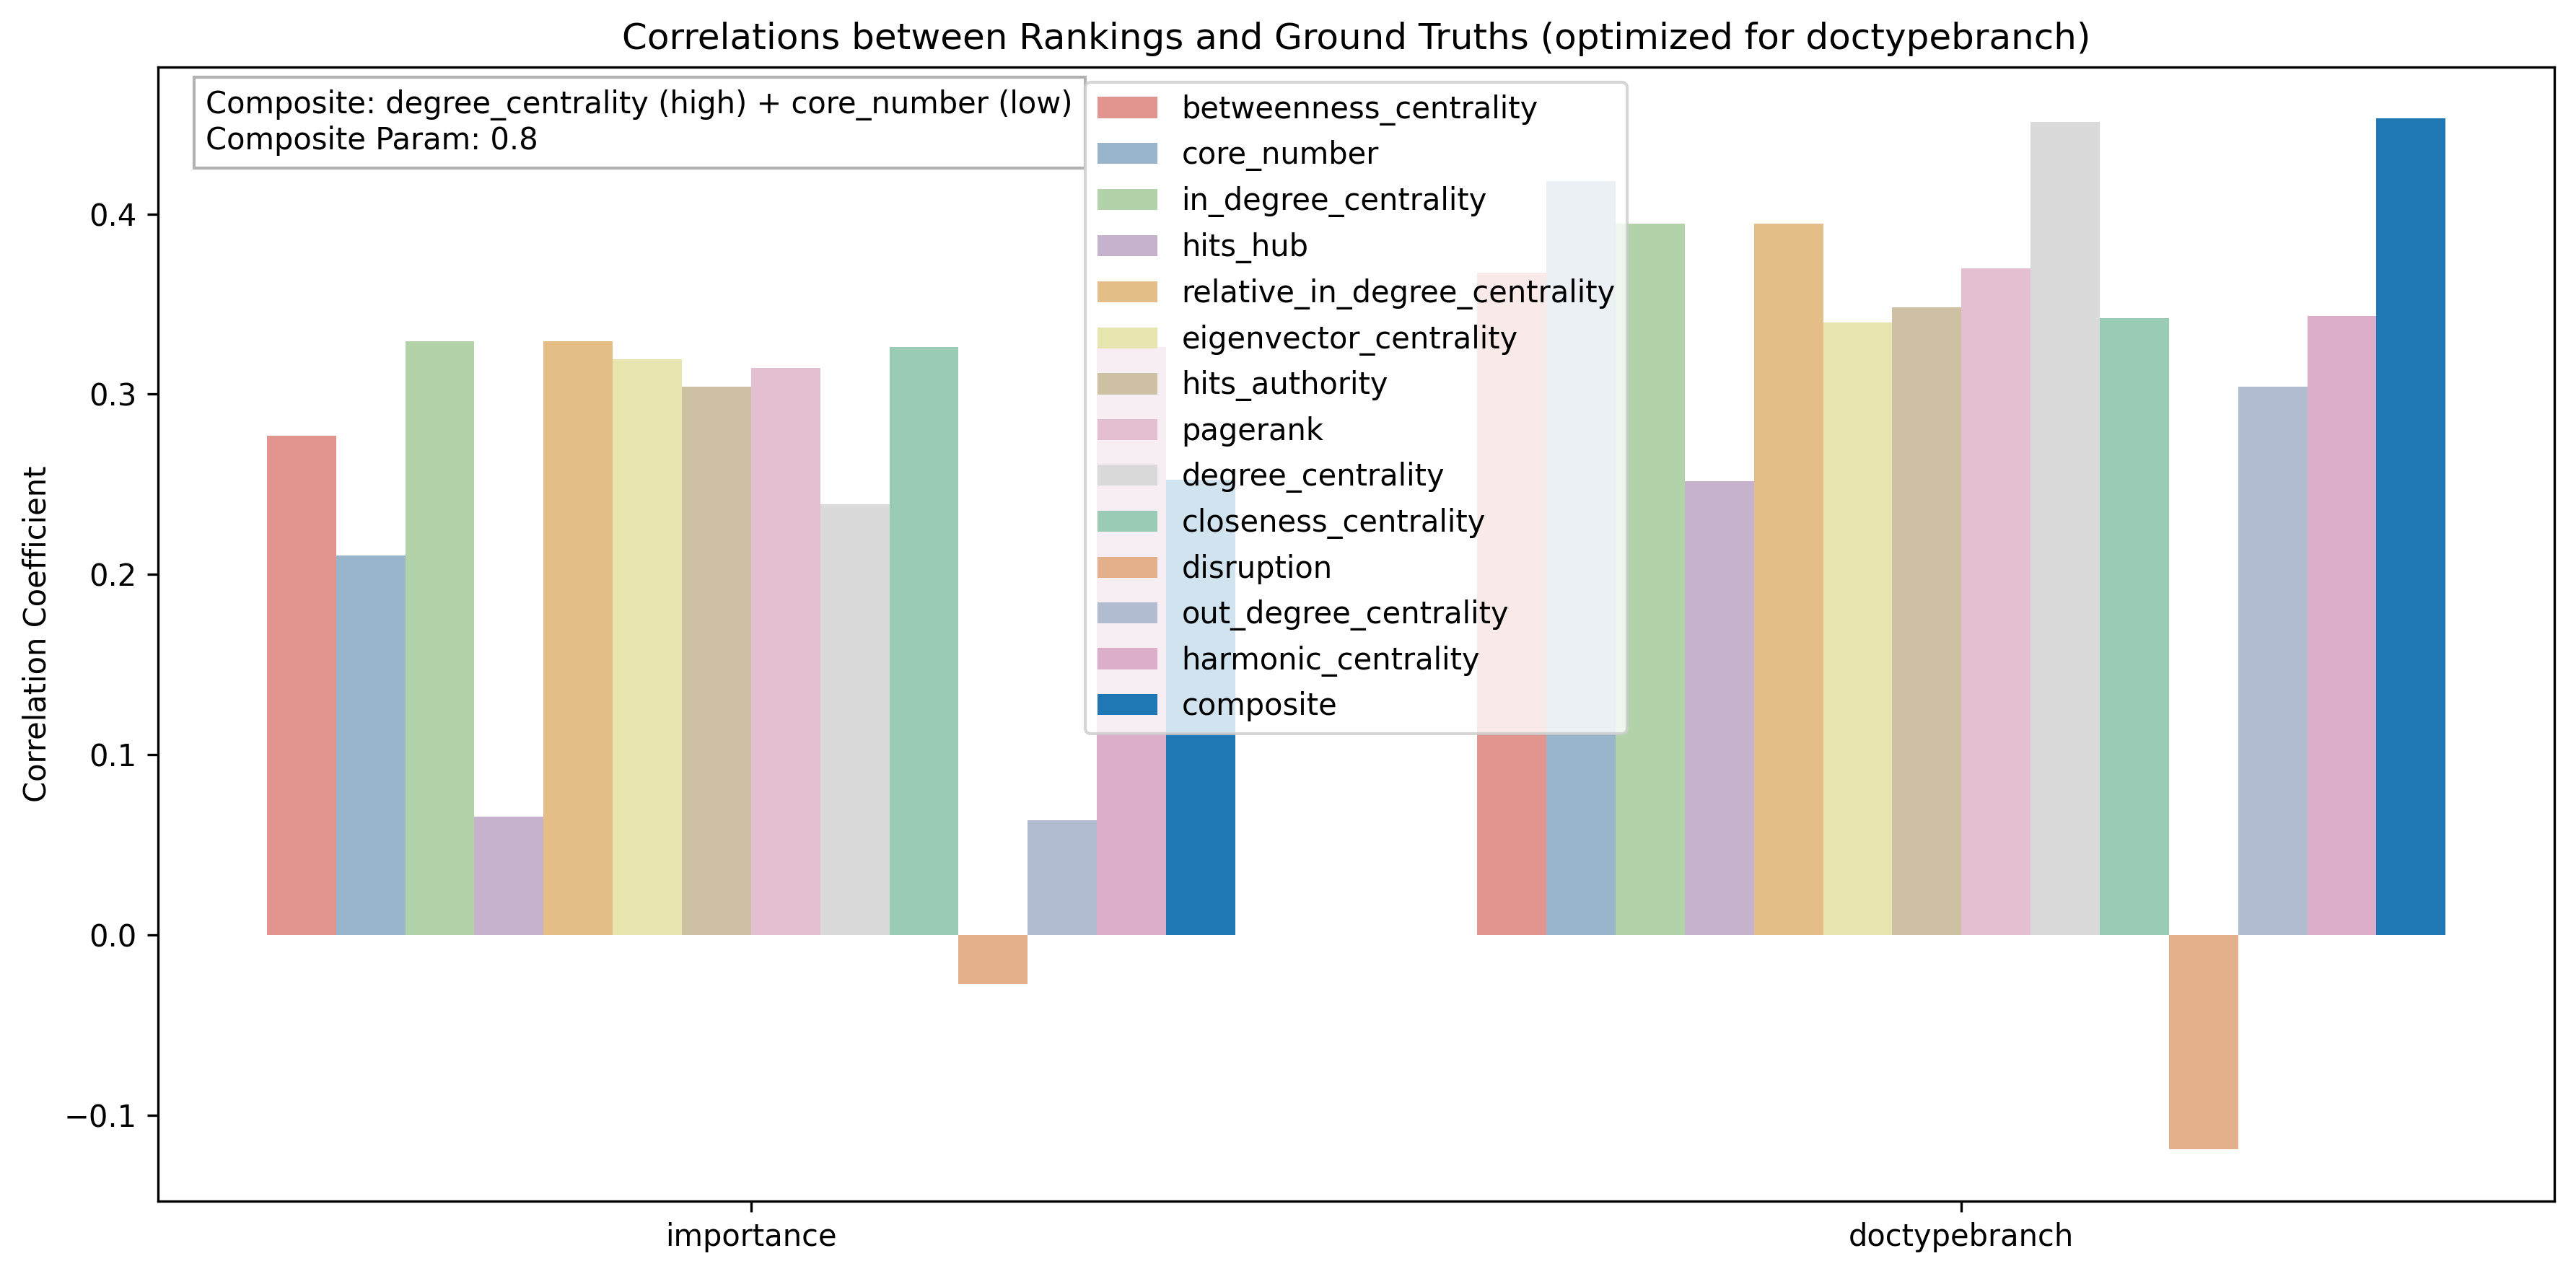 Correlations between Rankings and Ground Truths (optimized for doctypebranch)
Composite: degree_centrality (high) + core_number (low)
Composite Param: 0.8
betweenness_centrality
core_number
in_degree_centrality
hits_hub
relative_in_degree_centrality
eigenvector_centrality
hits_authority
pagerank
degree_centrality
closeness_centrality
disruption
out_degree_centrality
harmonic_centrality
composite
Correlation Coefficient
0.4
0.3
0.2
0.1
0.0
−0.1
importance
doctypebranch